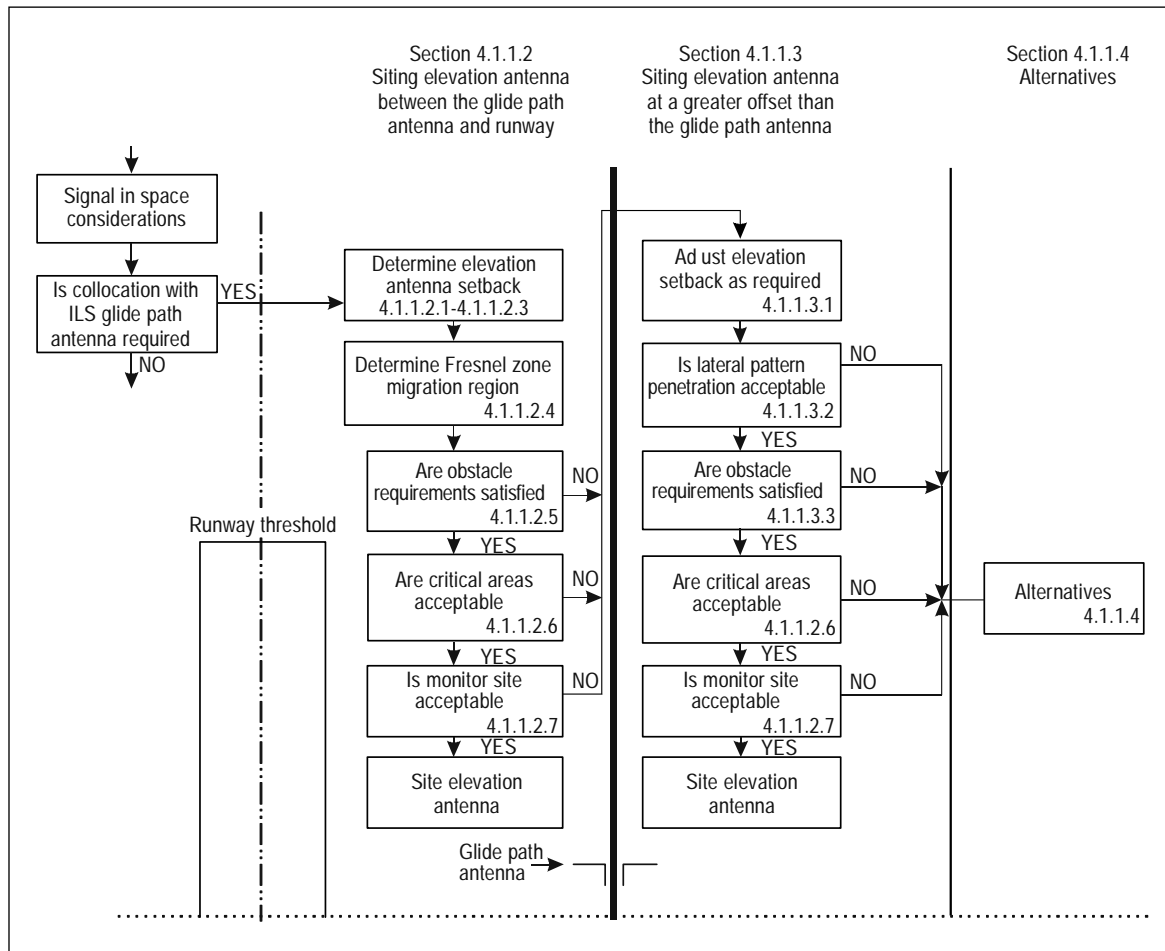 Section 4.1.1.2
Siting elevation antenna
between the glide path
antenna and runway
Section 4.1.1.3
Siting elevation antenna
at a greater offset than
the glide path antenna
Section 4.1.1.4
Alternatives
Signal in space
considerations
Is collocation with
ILS glide path
antenna required
YES
NO
Determine elevation
antenna setback
4.1.1.2.1-4.1.1.2.3
Determine Fresnel zone
migration region
4.1.1.2.4
Are obstacle
requirements satisfied
4.1.1.2.5
NO
YES
Are critical areas
acceptable
4.1.1.2.6
NO
YES
Is monitor site
acceptable
4.1.1.2.7
NO
YES
Site elevation
antenna
Ad ust elevation
setback as required
4.1.1.3.1
Is lateral pattern
penetration acceptable
4.1.1.3.2
NO
YES
Are obstacle
requirements satisfied
4.1.1.3.3
NO
YES
Are critical areas
acceptable
4.1.1.2.6
NO
YES
Is monitor site
acceptable
4.1.1.2.7
NO
YES
Site elevation
antenna
Alternatives
4.1.1.4
Runway threshold
Glide path
antenna